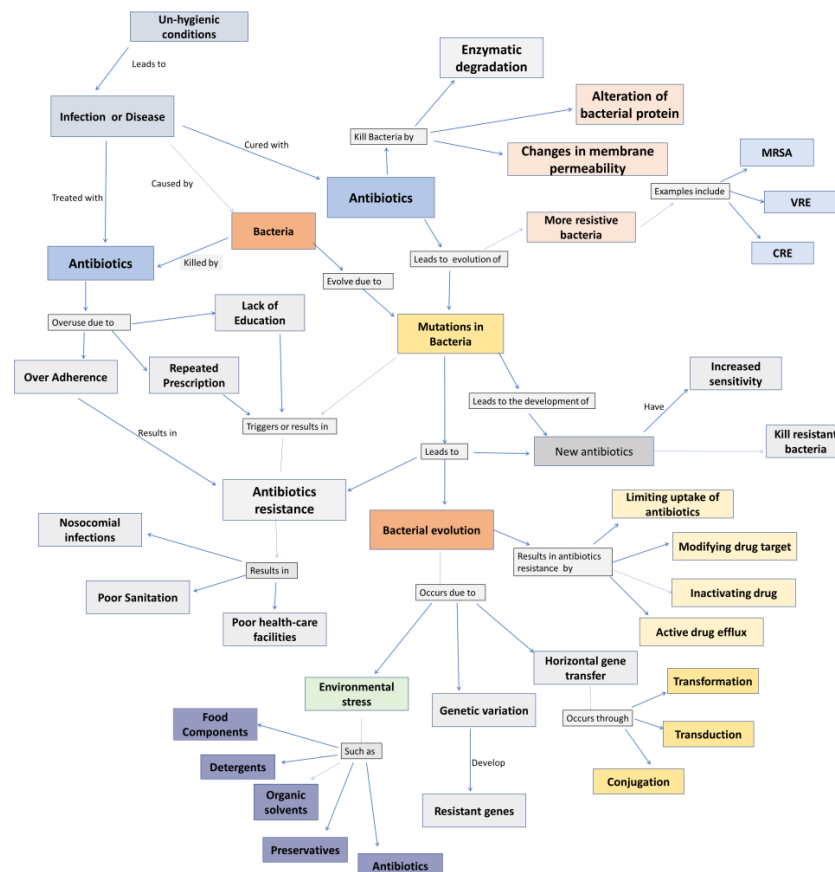 Un-hygienic
conditions
Leads to
Enzymatic
degradation
Infection or Disease
Alteration of
bacterial protein
Kill Bacteria by
Cured with
Changes in membrane
permeability
MRSA
Caused by
Treated with
Antibiotics
Examples include
VRE
Bacteria
More resistive
bacteria
CRE
Antibiotics
Killed by
Leads to evolution of
Evolve due to
Lack of
Education
Overuse due to
Mutations in
Bacteria
Over Adherence
Repeated
Prescription
Increased
sensitivity
Leads to the development of
Have
Results in
Triggers or results in
Kill resistant
bacteria
Leads to
New antibiotics
Antibiotics
resistance
Limiting uptake of
antibiotics
Nosocomial
infections
Bacterial evolution
Modifying drug target
Results in antibiotics
resistance by
Results in
Inactivating drug
Poor Sanitation
Occurs due to
Poor health-care
facilities
Active drug efflux
Horizontal gene
transfer
Environmental
stress
Transformation
Genetic variation
Food
Components
Occurs through
Transduction
Such as
Detergents
Develop
Conjugation
Organic
solvents
Resistant genes
Preservatives
Antibiotics